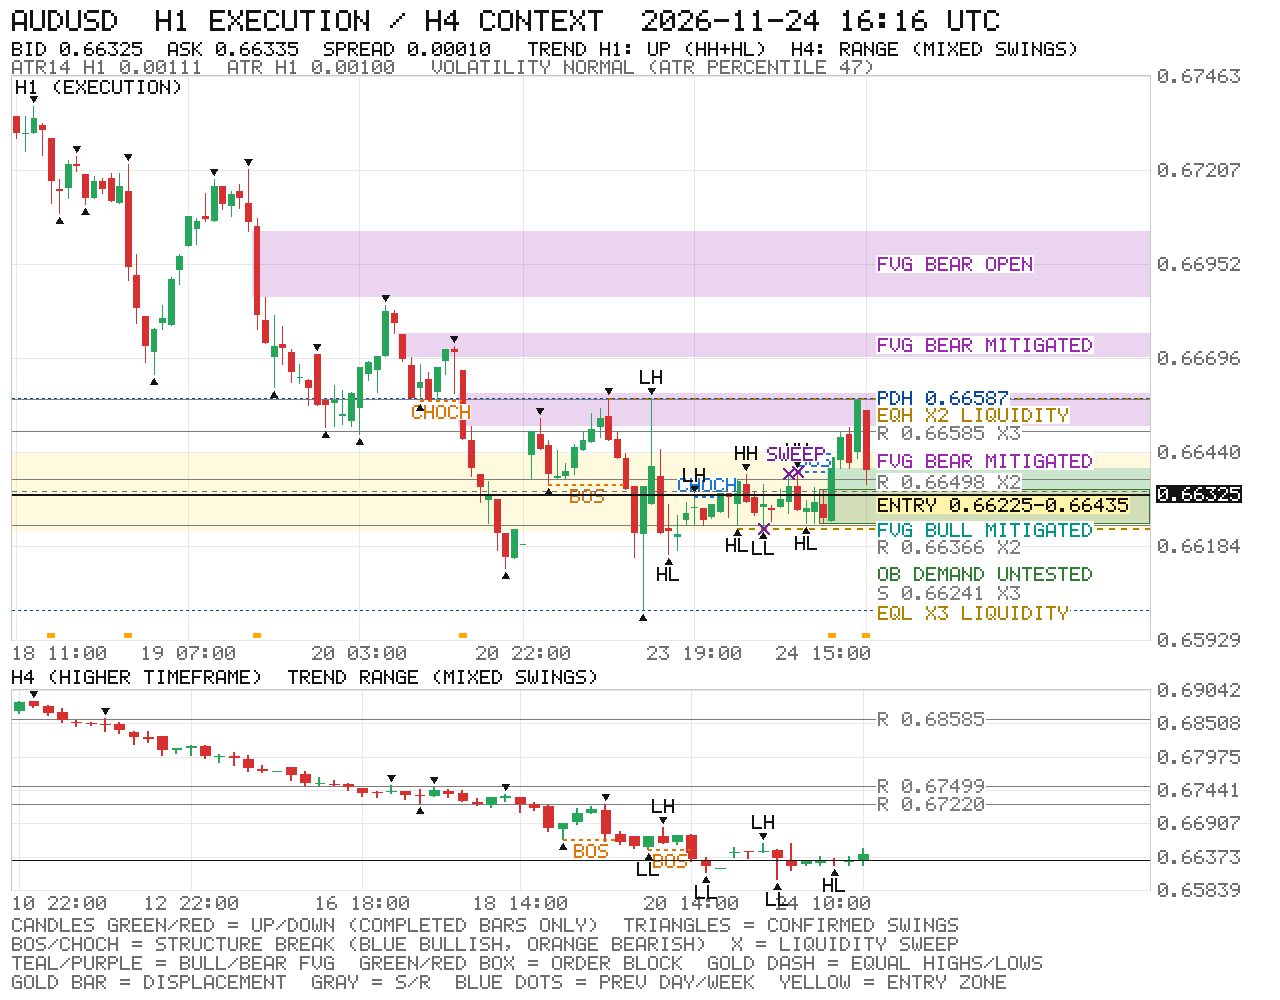 AUDUSD  H1 EXECUTION / H4 CONTEXT  2026-11-24 16:16 UTC
BID 0.66325  ASK 0.66335  SPREAD 0.00010   TREND H1: UP (HH+HL)  H4: RANGE (MIXED SWINGS)
ATR14 H1 0.00111  ATR H1 0.00100   VOLATILITY NORMAL (ATR PERCENTILE 47)
H1 (EXECUTION)
0.67463
0.67207
0.66952
0.66696
0.66440
0.66325
0.66184
0.65929
FVG BEAR OPEN
FVG BEAR MITIGATED
PDH 0.66587
EQH X2 LIQUIDITY
R 0.66585 X3
FVG BEAR MITIGATED
R 0.66498 X2
ENTRY 0.66225-0.66435
FVG BULL MITIGATED
R 0.66366 X2
OB DEMAND UNTESTED
S 0.66241 X3
EQL X3 LIQUIDITY
CHOCH
LH
BOS
HH
SWEEP
LH
CHOCH
HL
HL
LL
HL
18 11:00
19 07:00
20 03:00
20 22:00
23 19:00
24 15:00
H4 (HIGHER TIMEFRAME)  TREND RANGE (MIXED SWINGS)
0.69042
0.68508
0.67975
0.67441
0.66907
0.66373
0.65839
R 0.68585
R 0.67499
R 0.67220
LH
LH
BOS
BOS
LL
LL
LL
HL
10 22:00
12 22:00
16 18:00
18 14:00
20 14:00
24 10:00
CANDLES GREEN/RED = UP/DOWN (COMPLETED BARS ONLY)  TRIANGLES = CONFIRMED SWINGS
BOS/CHOCH = STRUCTURE BREAK (BLUE BULLISH, ORANGE BEARISH)  X = LIQUIDITY SWEEP
TEAL/PURPLE = BULL/BEAR FVG  GREEN/RED BOX = ORDER BLOCK  GOLD DASH = EQUAL HIGHS/LOWS
GOLD BAR = DISPLACEMENT  GRAY = S/R  BLUE DOTS = PREV DAY/WEEK  YELLOW = ENTRY ZONE